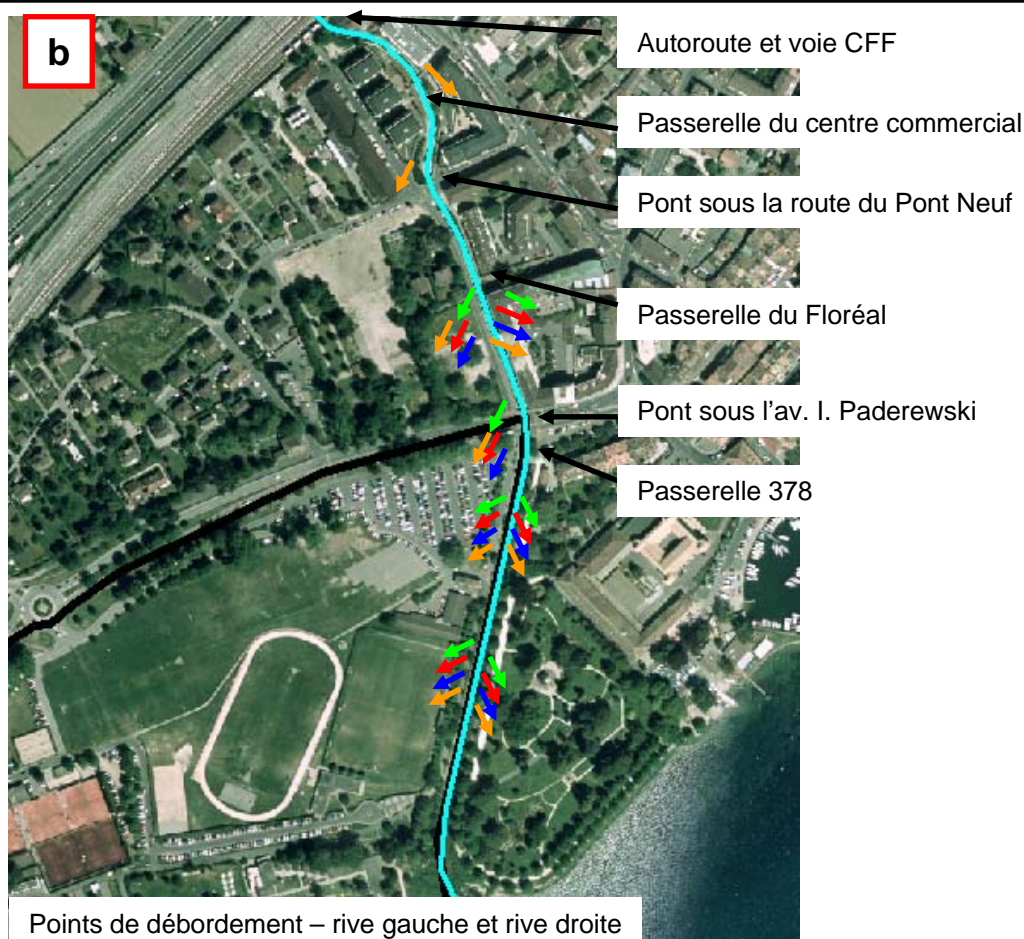 b
Autoroute et voie CFF
Passerelle du centre commercial
Pont sous la route du Pont Neuf
Passerelle du Floréal
Pont sous l'av. I. Paderewski
Passerelle 378
Points de débordement – rive gauche et rive droite